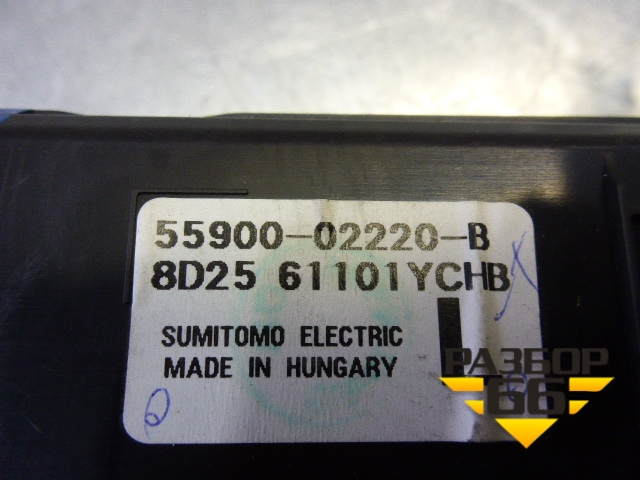 55900-02220-B
8D25 61101YCHB
SUMITOMO ELECTRIC
MADE IN HUNGARY
РАЗБОР
66